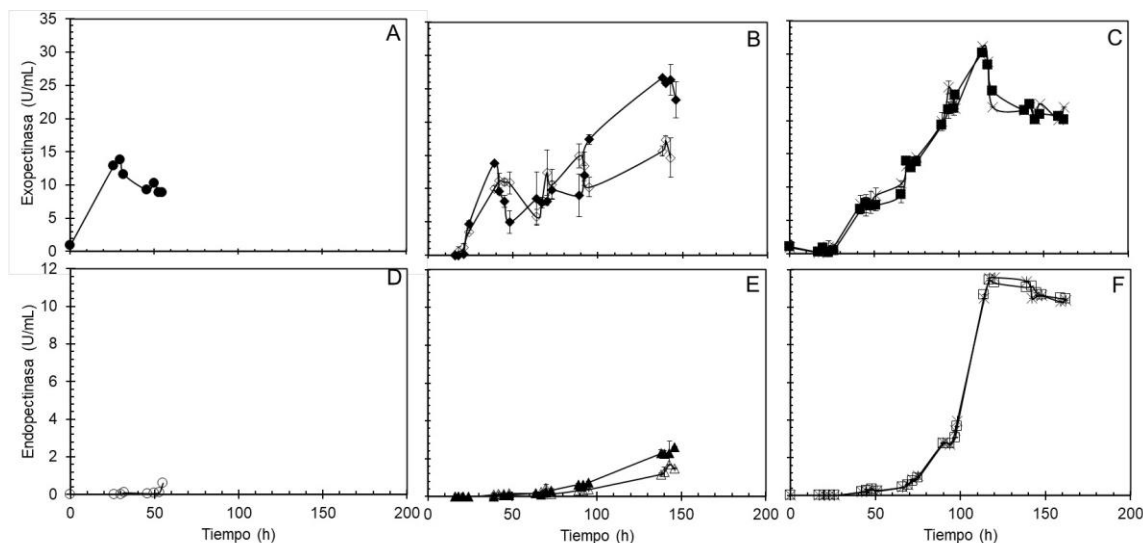 A
B
C
Exopectinasa (U/mL)
35
30
25
20
15
10
5
0
D
E
F
Endopectinasa (U/mL)
12
10
8
6
4
2
0
0 50 100 150 200
0 50 100 150 200
0 50 100 150 200
Tiempo (h)
Tiempo (h)
Tiempo (h)